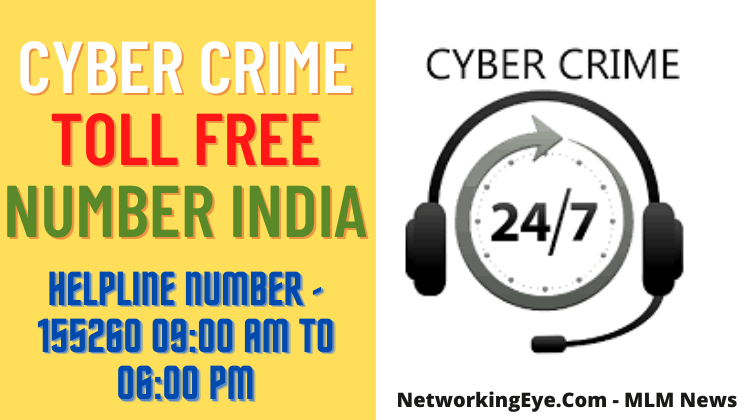 CYBER CRIME
TOLL FREE
NUMBER INDIA
HELPLINE NUMBER -
155260 09:00 AM TO
06:00 PM
CYBER CRIME
24/7
NetworkingEye.Com - MLM News